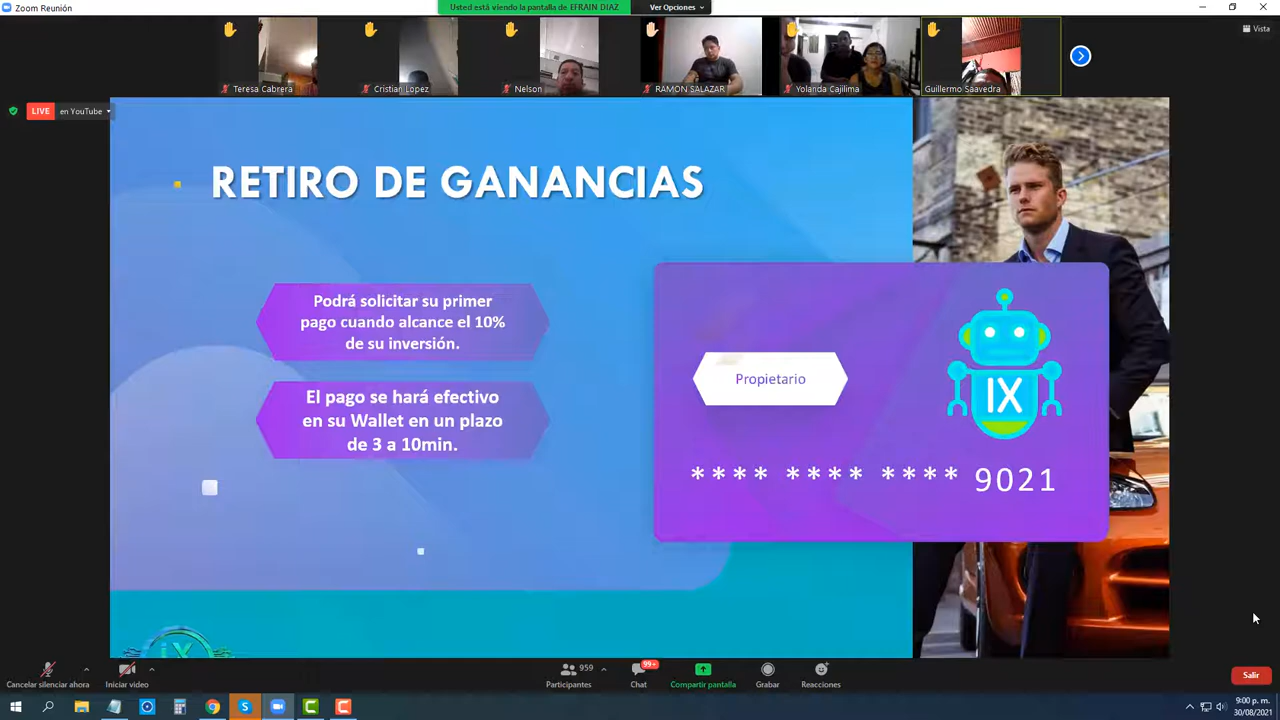 Zoom Reunión
Usted está viendo la pantalla de EFRAIN DIAZ
Ver Opciones
Vista
Teresa Cabrera
Cristian Lopez
Nelson
RAMON SALAZAR
Yolanda Cajilima
Guillermo Saavedra
LIVE
en YouTube
RETIRO DE GANANCIAS
Podrá solicitar su primer
pago cuando alcance el 10%
de su inversión.
El pago se hará efectivo
en su Wallet en un plazo
de 3 a 10min.
Propietario
IX
**** **** **** 9021
iX
Cancelar silenciar ahora
Iniciar video
959
Participantes
99+
Chat
Compartir pantalla
Grabar
Reacciones
Salir
9:00 p. m.
30/08/2021